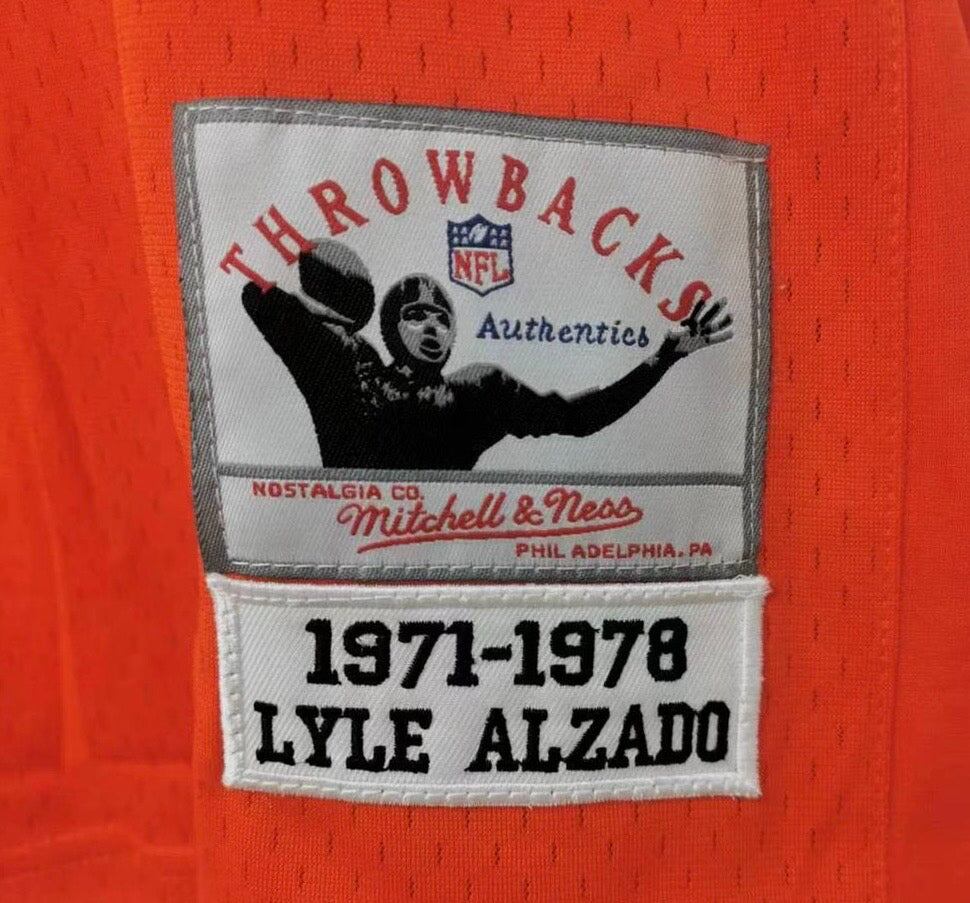 THROWBACKS
NFL
Authentics
NOSTALGIA CO.
Mitchell & Ness
PHILADELPHIA, PA
1971-1978
LYLE ALZADO